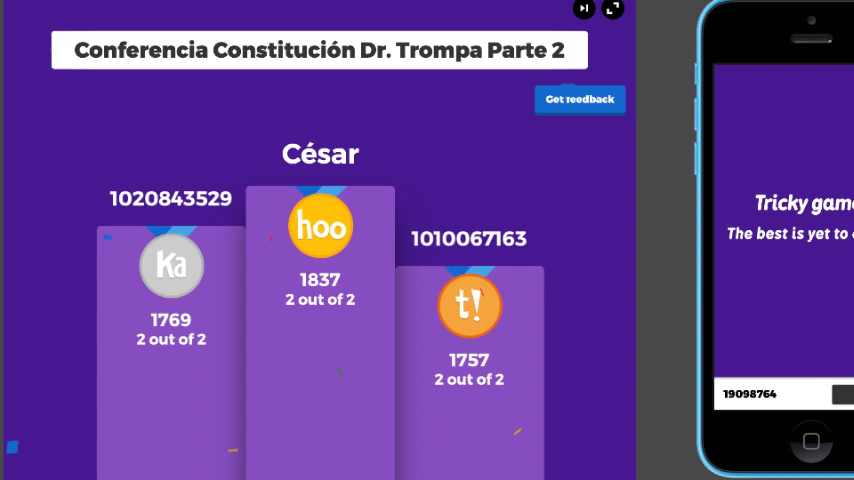 Conferencia Constitución Dr. Trompa Parte 2
Get feedback
César
1020843529
hoo
1010067163
Ka
1837
2 out of 2
t!
1769
2 out of 2
1757
2 out of 2
Tricky gam
The best is yet to
19098764